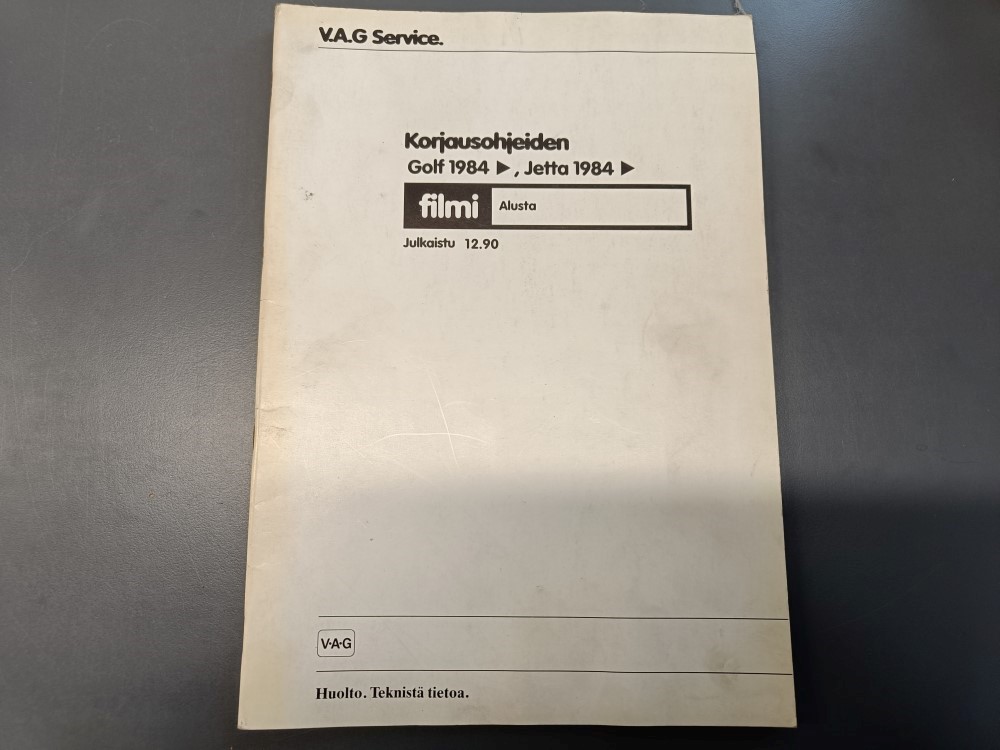 V.A.G Service.
Korjausohjeiden
Golf 1984 ▶, Jetta 1984 ▶
filmi Alusta
Julkaistu 12.90
V·A·G
Huolto. Teknistä tietoa.